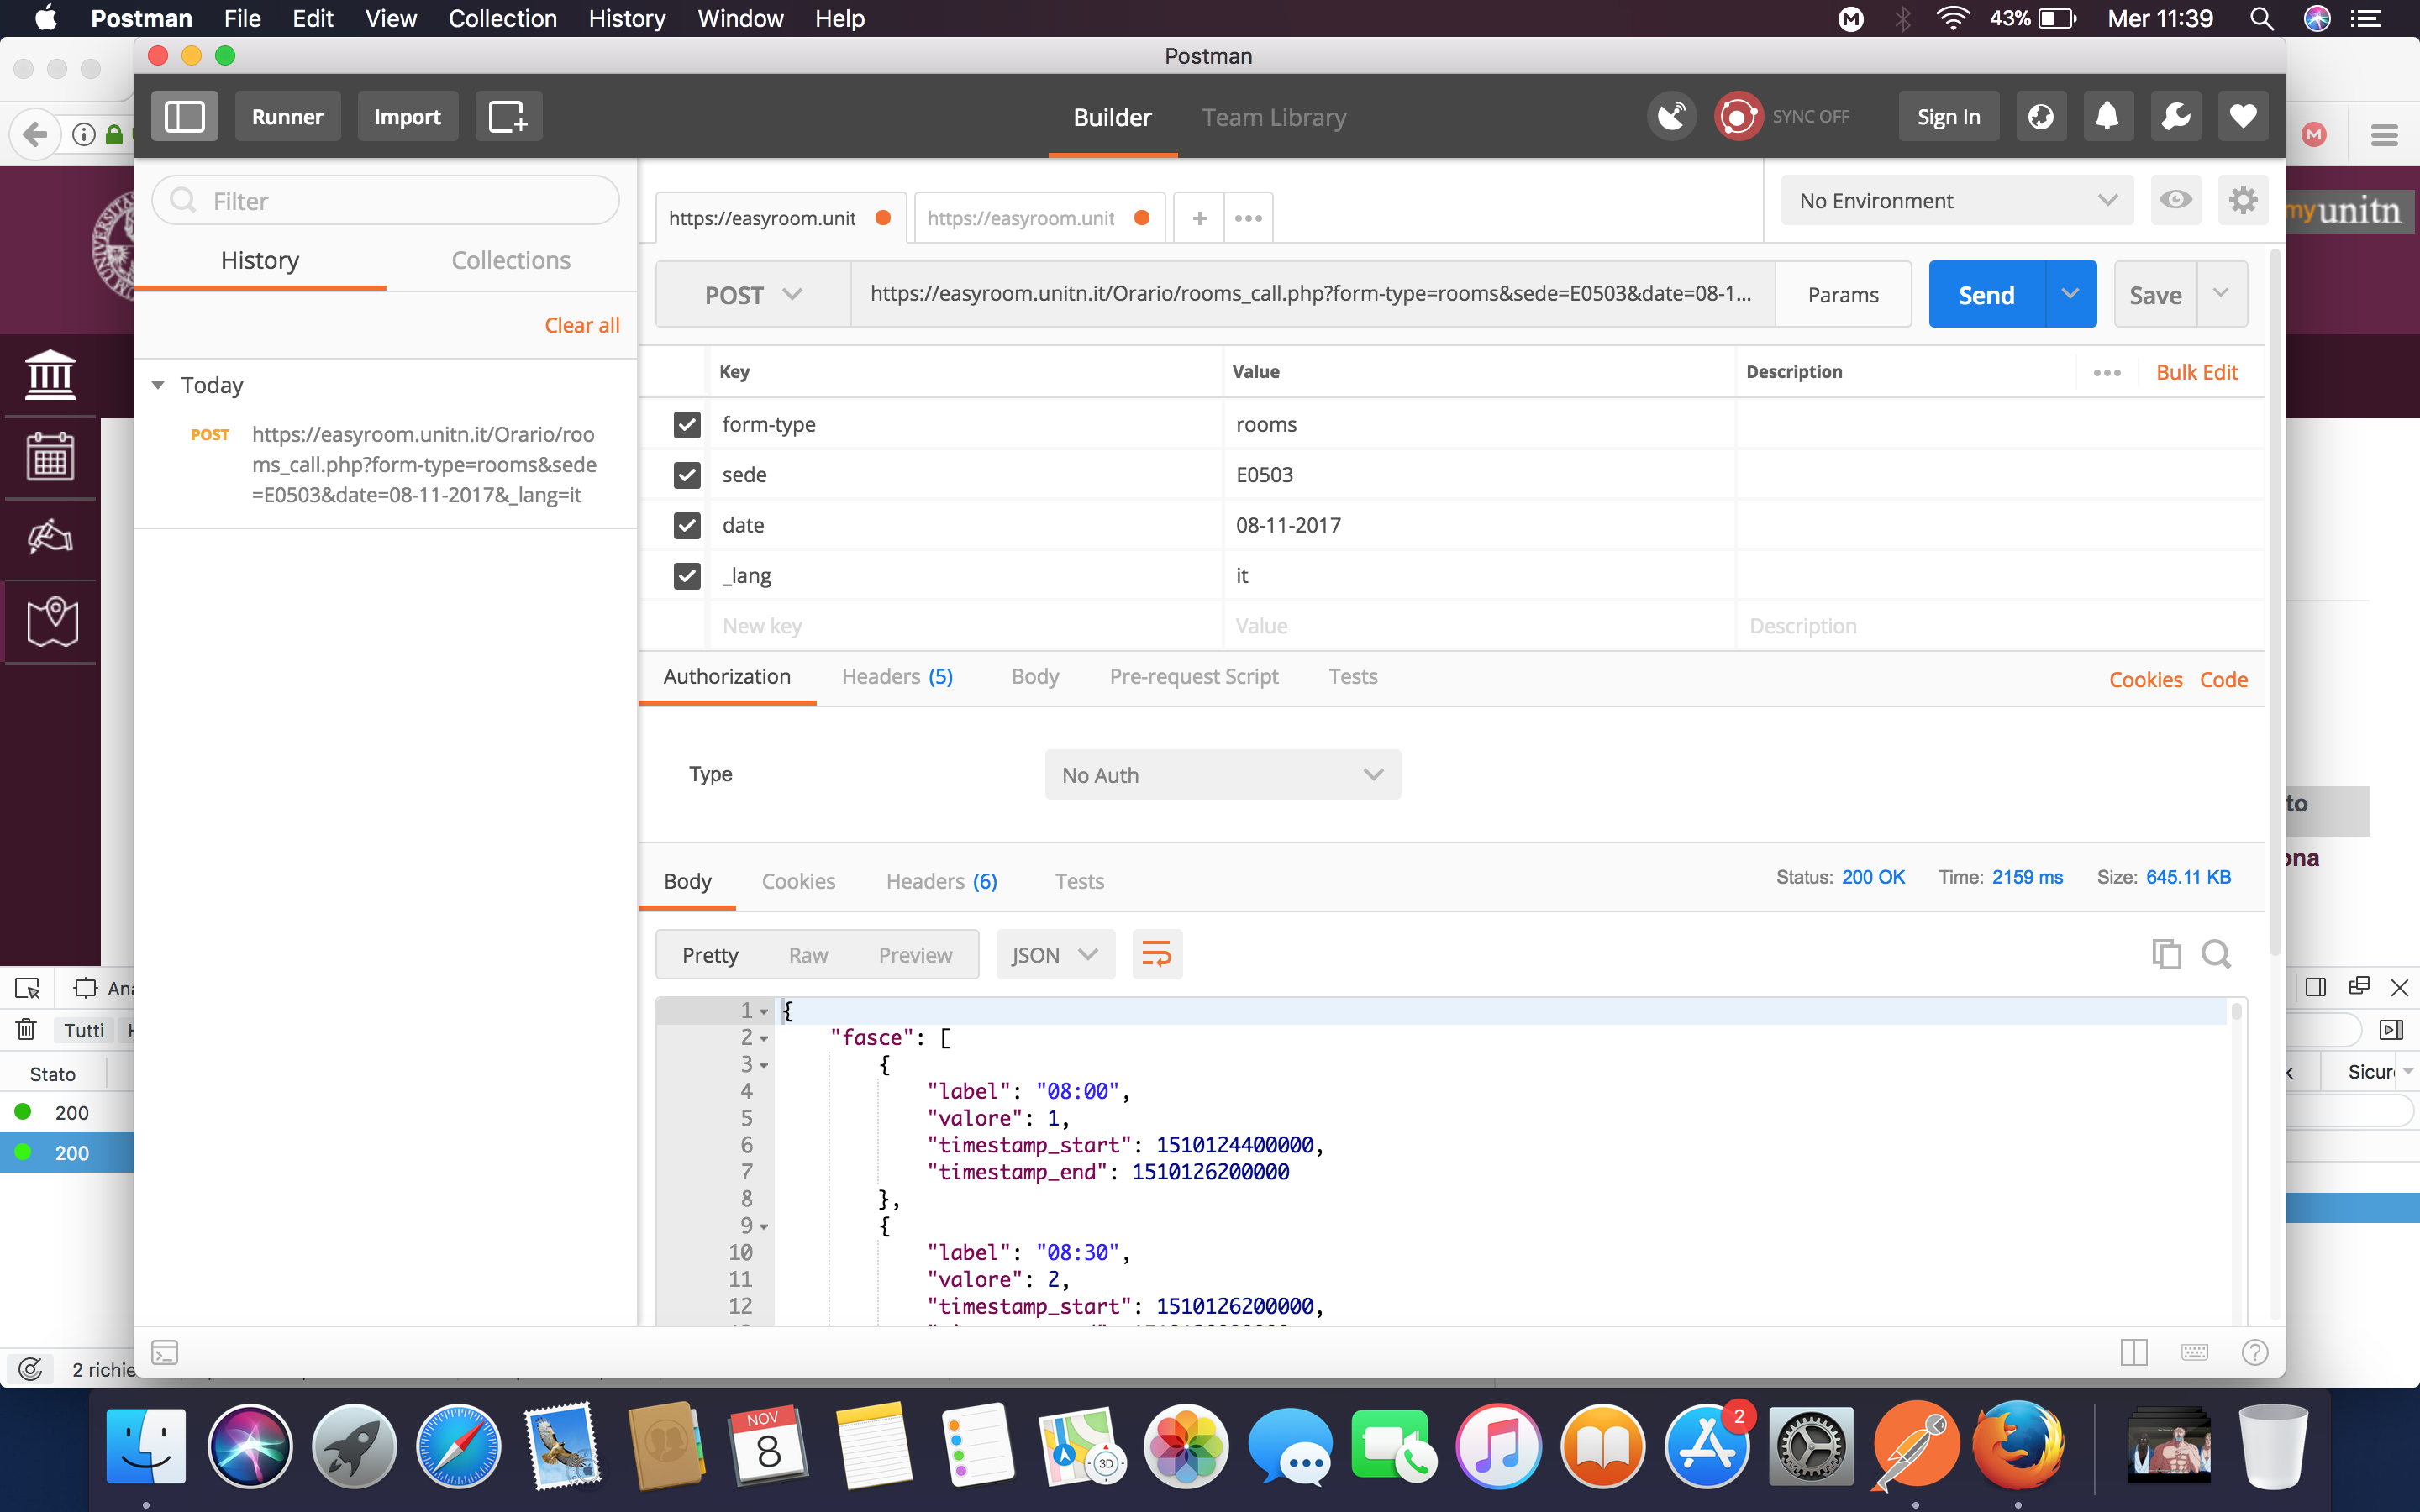 Postman File Edit View Collection History Window Help 43% Mer 11:39
Postman
Runner Import Builder Team Library SYNC OFF Sign In
Filter
History Collections
Clear all
Today
POST https://easyroom.unitn.it/Orario/roo
ms_call.php?form-type=rooms&sede
=E0503&date=08-11-2017&_lang=it
https://easyroom.unit https://easyroom.unit + No Environment
myunitn
POST https://easyroom.unitn.it/Orario/rooms_call.php?form-type=rooms&sede=E0503&date=08-1... Params Send Save
Key Value Description Bulk Edit
form-type rooms
sede E0503
date 08-11-2017
_lang it
New key Value Description
Authorization Headers (5) Body Pre-request Script Tests Cookies Code
Type No Auth
to
ona
Body Cookies Headers (6) Tests Status: 200 OK Time: 2159 ms Size: 645.11 KB
Pretty Raw Preview JSON
1 {
2 "fasce": [
3 {
4 "label": "08:00",
5 "valore": 1,
6 "timestamp_start": 1510124400000,
7 "timestamp_end": 1510126200000
8 },
9 {
10 "label": "08:30",
11 "valore": 2,
12 "timestamp_start": 1510126200000,
Ana
Tutti H
Stato k Sicur
200
200
2 richie
NOV
8
3D
2